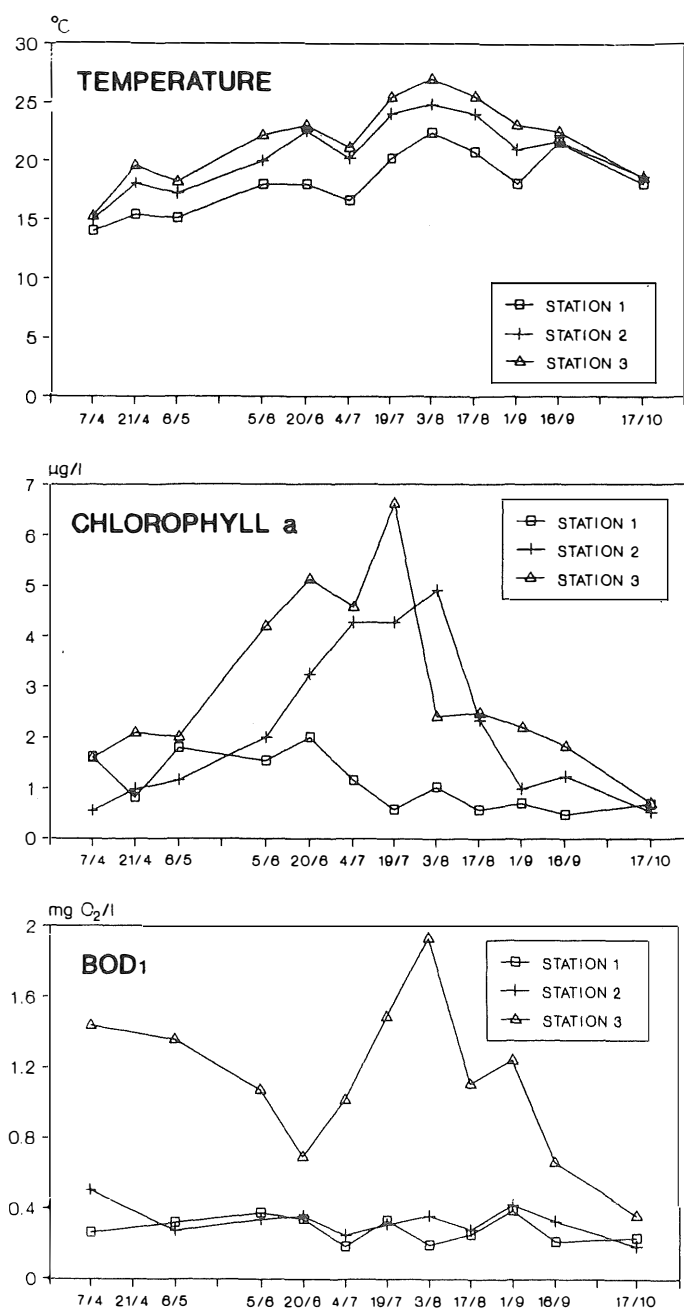 °C
30
TEMPERATURE
25
20
15
10
5
0
STATION 1
STATION 2
STATION 3
7/4 21/4 6/5 5/6 20/6 4/7 19/7 3/8 17/8 1/9 16/9 17/10
µg/l
7
CHLOROPHYLL a
6
5
4
3
2
1
0
STATION 1
STATION 2
STATION 3
7/4 21/4 6/5 5/6 20/6 4/7 19/7 3/8 17/8 1/9 16/9 17/10
mg O₂/l
2
BOD₁
1.6
1.2
0.8
0.4
0
STATION 1
STATION 2
STATION 3
7/4 21/4 6/5 5/6 20/6 4/7 19/7 3/8 17/8 1/9 16/9 17/10